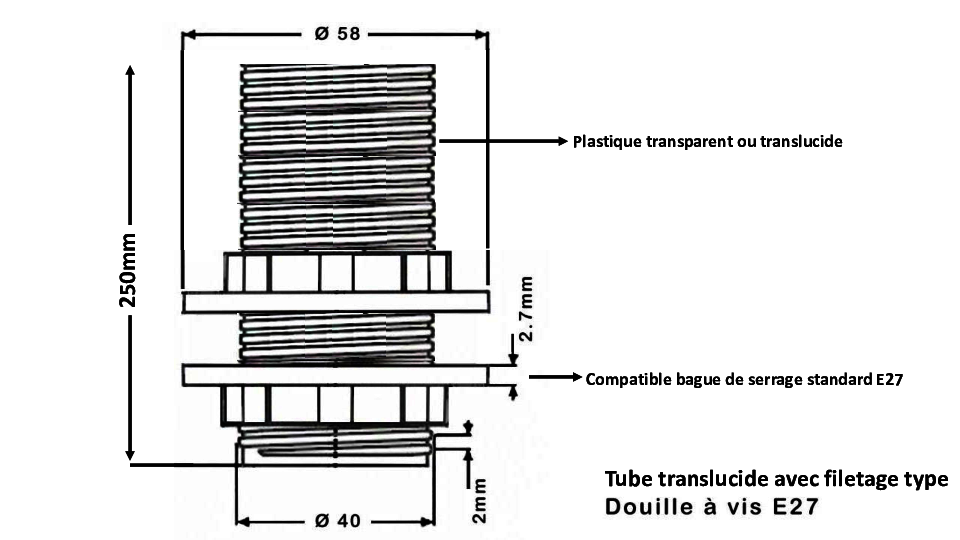 Ø 58
Plastique transparent ou translucide
250mm
2.7mm
Compatible bague de serrage standard E27
2mm
Tube translucide avec filetage type
Douille à vis E27
Ø 40